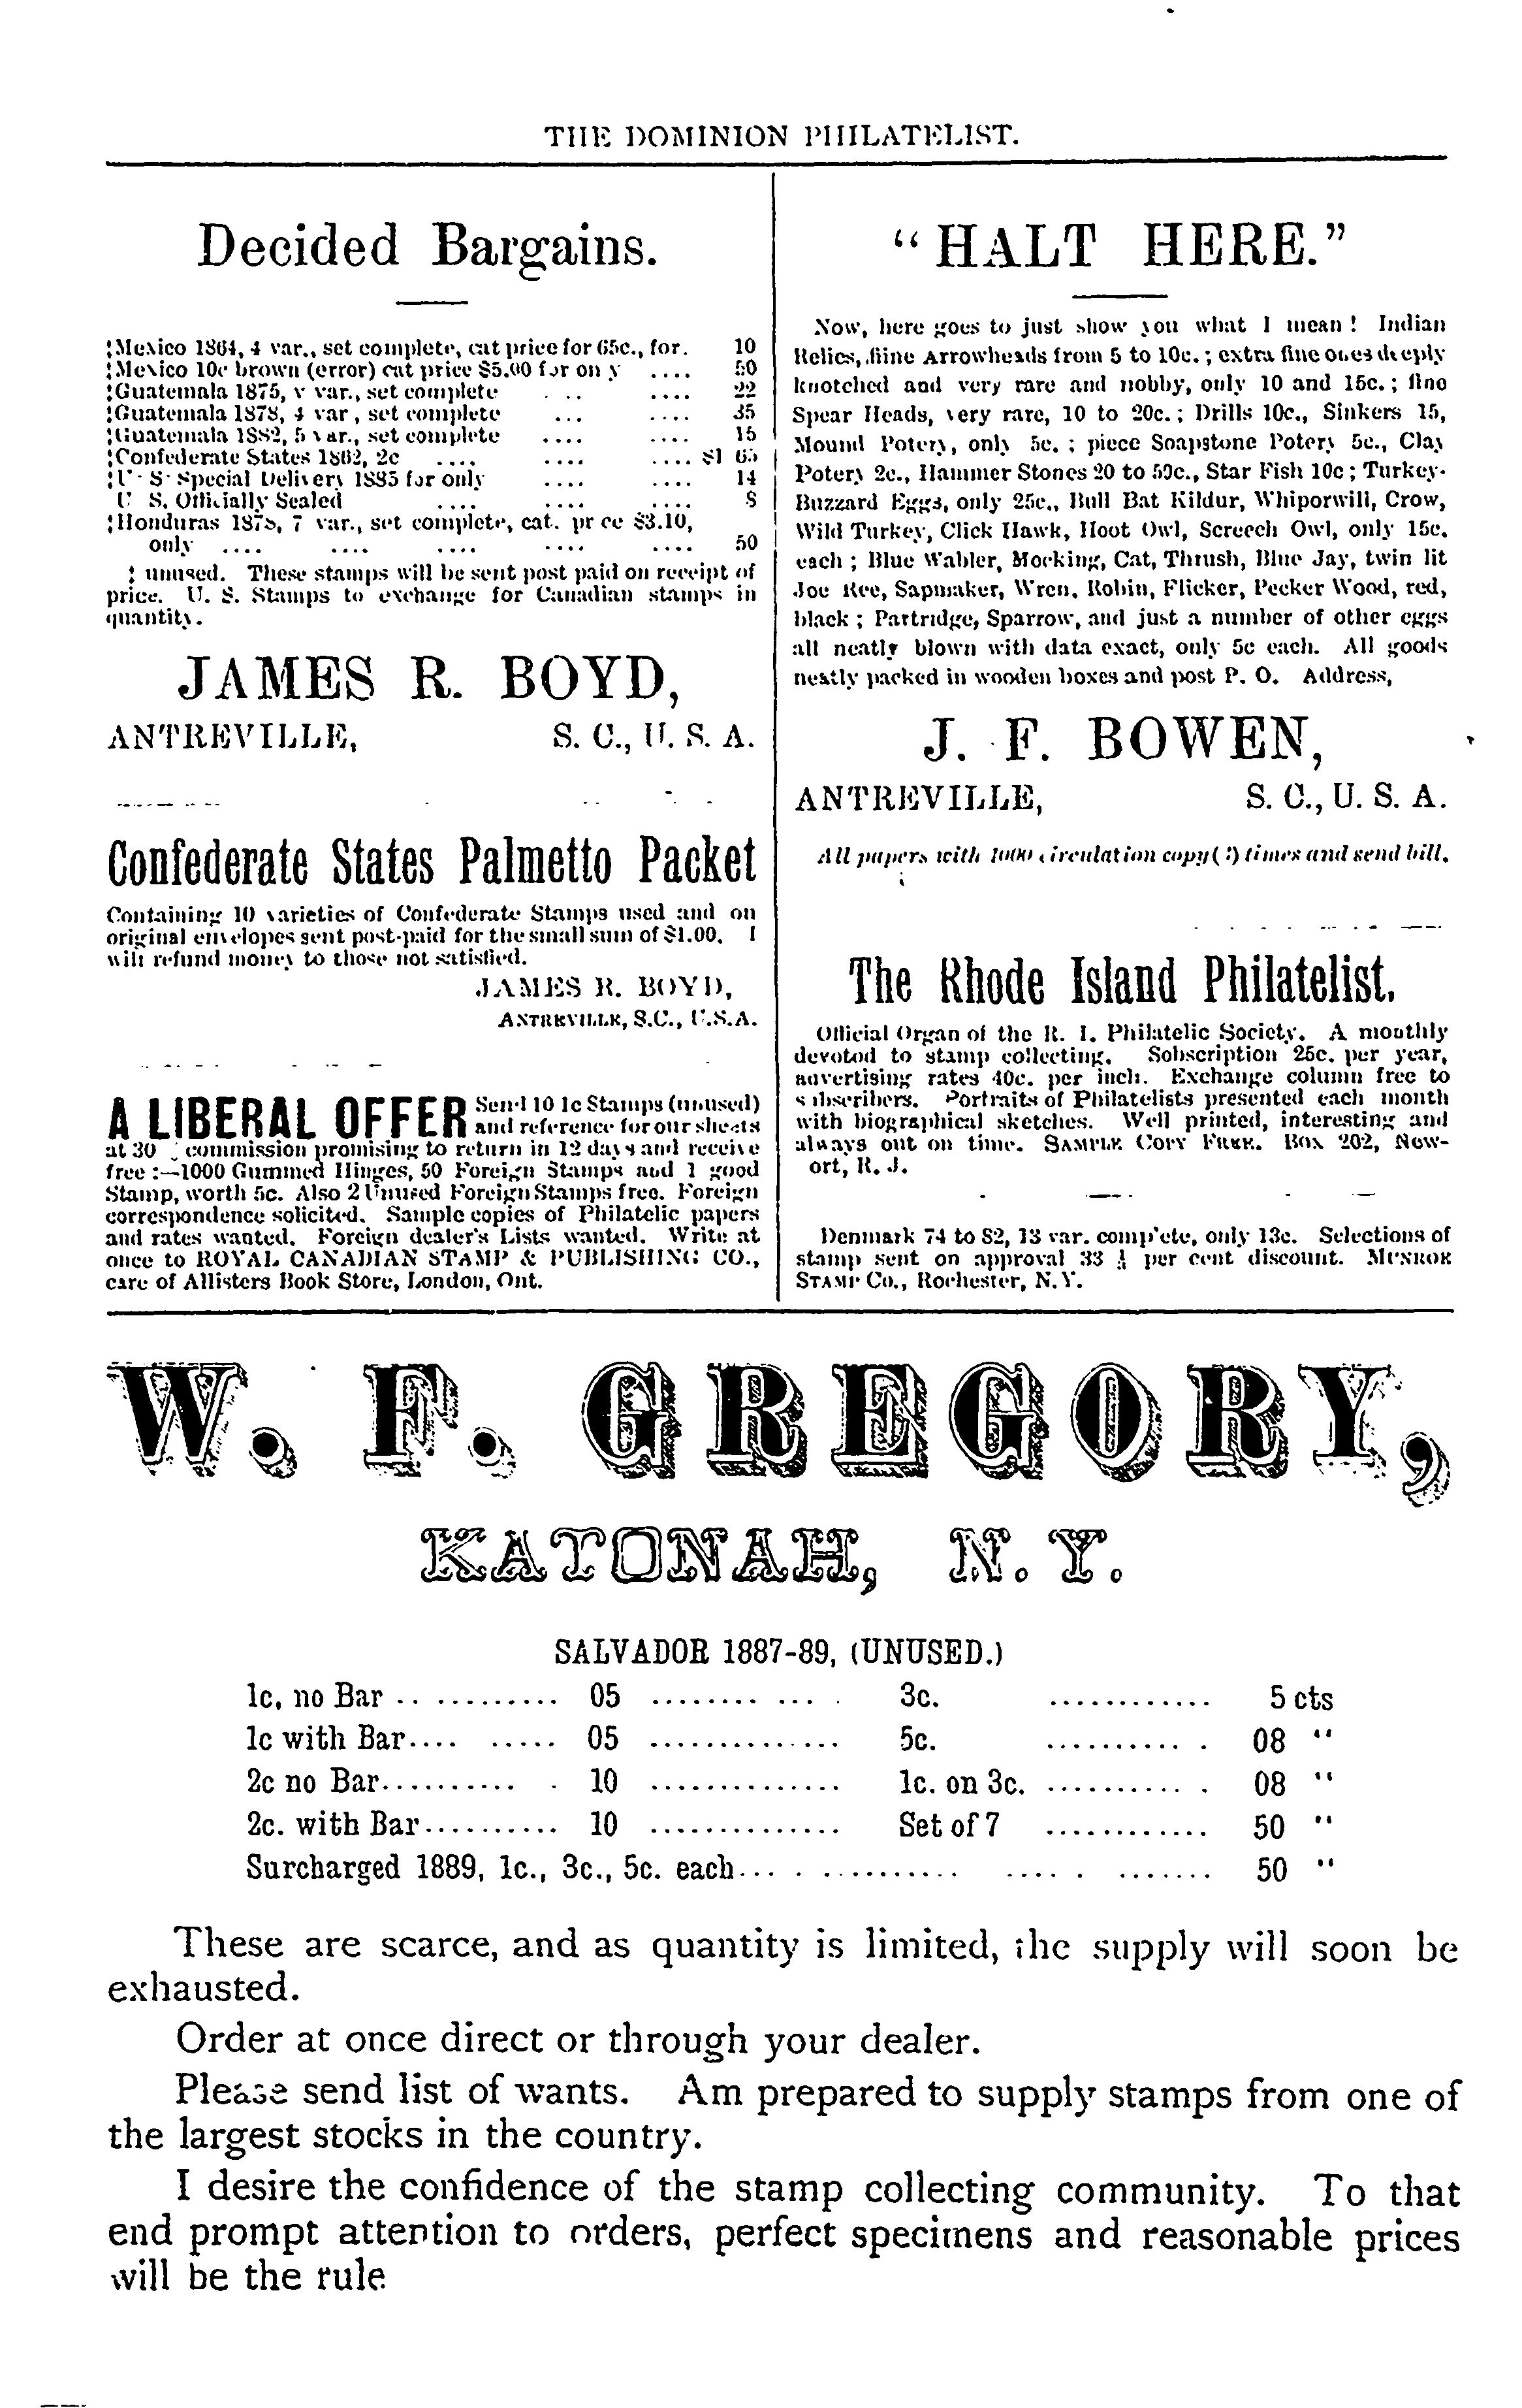 THE DOMINION PHILATELIST.
Decided Bargains.
Mexico 1864, 4 var., set complete, cat price for 65c., for. 10
Mexico 10c brown (error) cat price $5.00 for on y .... 50
Guatemala 1875, v var., set complete ... .... 22
Guatemala 1878, 4 var, set complete ... .... 35
Guatemala 1882, 5 var., set complete .... .... 15
Confederate States 1862, 2c .... .... .... $1 65
U S Special Delivery 1885 for only .... .... 14
U S. Officially Sealed .... .... .... 8
Honduras 1878, 7 var., set complete, cat. pr ce $3.10,
only .... .... .... .... .... 50
unused. These stamps will be sent post paid on receipt of
price. U. S. Stamps to exchange for Canadian stamps in
quantity.
JAMES R. BOYD,
ANTREVILLE, S. C., U. S. A.
Confederate States Palmetto Packet
Containing 10 varieties of Confederate Stamps used and on
original envelopes sent post-paid for the small sum of $1.00. I
will refund money to those not satisfied.
JAMES R. BOYD,
ANTREVILLE, S.C., U.S.A.
A LIBERAL OFFER Send 10 1c Stamps (unused)
and reference for our sheets
at 30 commission promising to return in 12 days and receive
free :—1000 Gummed Hinges, 50 Foreign Stamps and 1 good
Stamp, worth 5c. Also 2 Unused Foreign Stamps free. Foreign
correspondence solicited. Sample copies of Philatelic papers
and rates wanted. Foreign dealer's Lists wanted. Write at
once to ROYAL CANADIAN STAMP & PUBLISHING CO.,
care of Allisters Book Store, London, Ont.
"HALT HERE."
Now, here goes to just show you what I mean! Indian
Relics, fiine Arrowheads from 5 to 10c.; extra fine ones deeply
knotched and very rare and nobby, only 10 and 15c.; fino
Spear Heads, very rare, 10 to 20c.; Drills 10c., Sinkers 15,
Mound Potery, only 5c.; piece Soapstone Potery 5c., Clay
Potery 2c., Hammer Stones 20 to 50c., Star Fish 10c; Turkey-
Buzzard Eggs, only 25c., Bull Bat Kildur, Whiporwill, Crow,
Wild Turkey, Click Hawk, Hoot Owl, Screech Owl, only 15c.
each; Blue Wabler, Mocking, Cat, Thrush, Blue Jay, twin lit
Joe Ree, Sapmaker, Wren, Robin, Flicker, Pecker Wood, red,
black; Partridge, Sparrow, and just a number of other eggs
all neatly blown with data exact, only 5c each. All goods
neatly packed in wooden boxes and post P. O. Address,
J. F. BOWEN,
ANTREVILLE, S. C., U. S. A.
All papers with 1000 circulation copy ( ) times and send bill.
The Rhode Island Philatelist.
Official Organ of the R. I. Philatelic Society. A monthly
devotod to stamp collecting. Sobscription 25c. per year,
advertising rates 40c. per inch. Exchange column free to
s bscribers. Portraits of Philatelists presented each month
with biographical sketches. Well printed, interesting and
always out on time. SAMPLE COPY FREE. Box 202, New-
ort, R. I.
Denmark 74 to 82, 13 var. comp'ete, only 13c. Selections of
stamp sent on approval 33 ⅓ per cent discount. MUNROE
STAMP CO., Rochester, N. Y.
W. F. GREGORY,
KATONAH, N. Y.
SALVADOR 1887-89, (UNUSED.)
1c, no Bar ............ 05 ............ 3c. ............ 5 cts
1c with Bar.... ..... 05 .............. 5c. ............ 08 "
2c no Bar........... 10 .............. 1c. on 3c. ............ 08 "
2c. with Bar.......... 10 .............. Set of 7 ............ 50 "
Surcharged 1889, 1c., 3c., 5c. each... . ........... ..... . ....... 50 "
These are scarce, and as quantity is limited, the supply will soon be
exhausted.
Order at once direct or through your dealer.
Please send list of wants. Am prepared to supply stamps from one of
the largest stocks in the country.
I desire the confidence of the stamp collecting community. To that
end prompt attention to orders, perfect specimens and reasonable prices
will be the rule